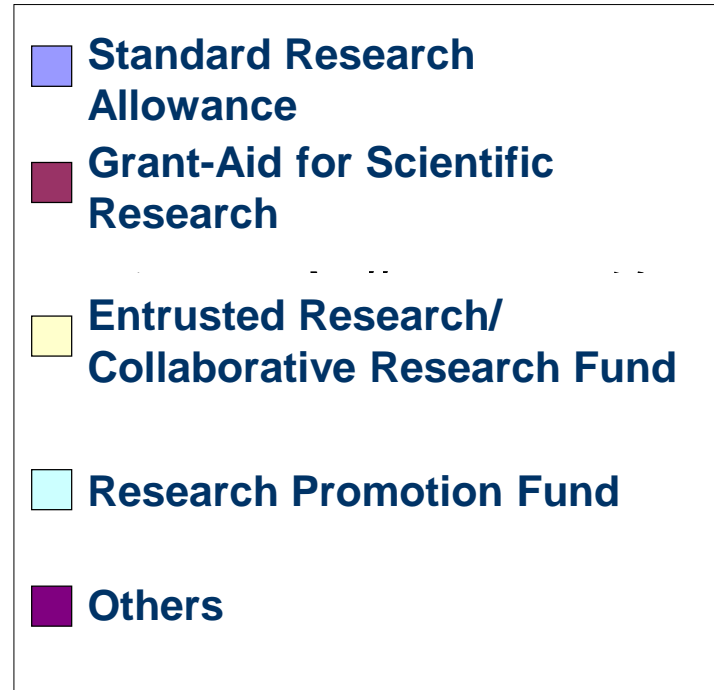 Standard Research
Allowance
Grant-Aid for Scientific
Research
Entrusted Research/
Collaborative Research Fund
Research Promotion Fund
Others